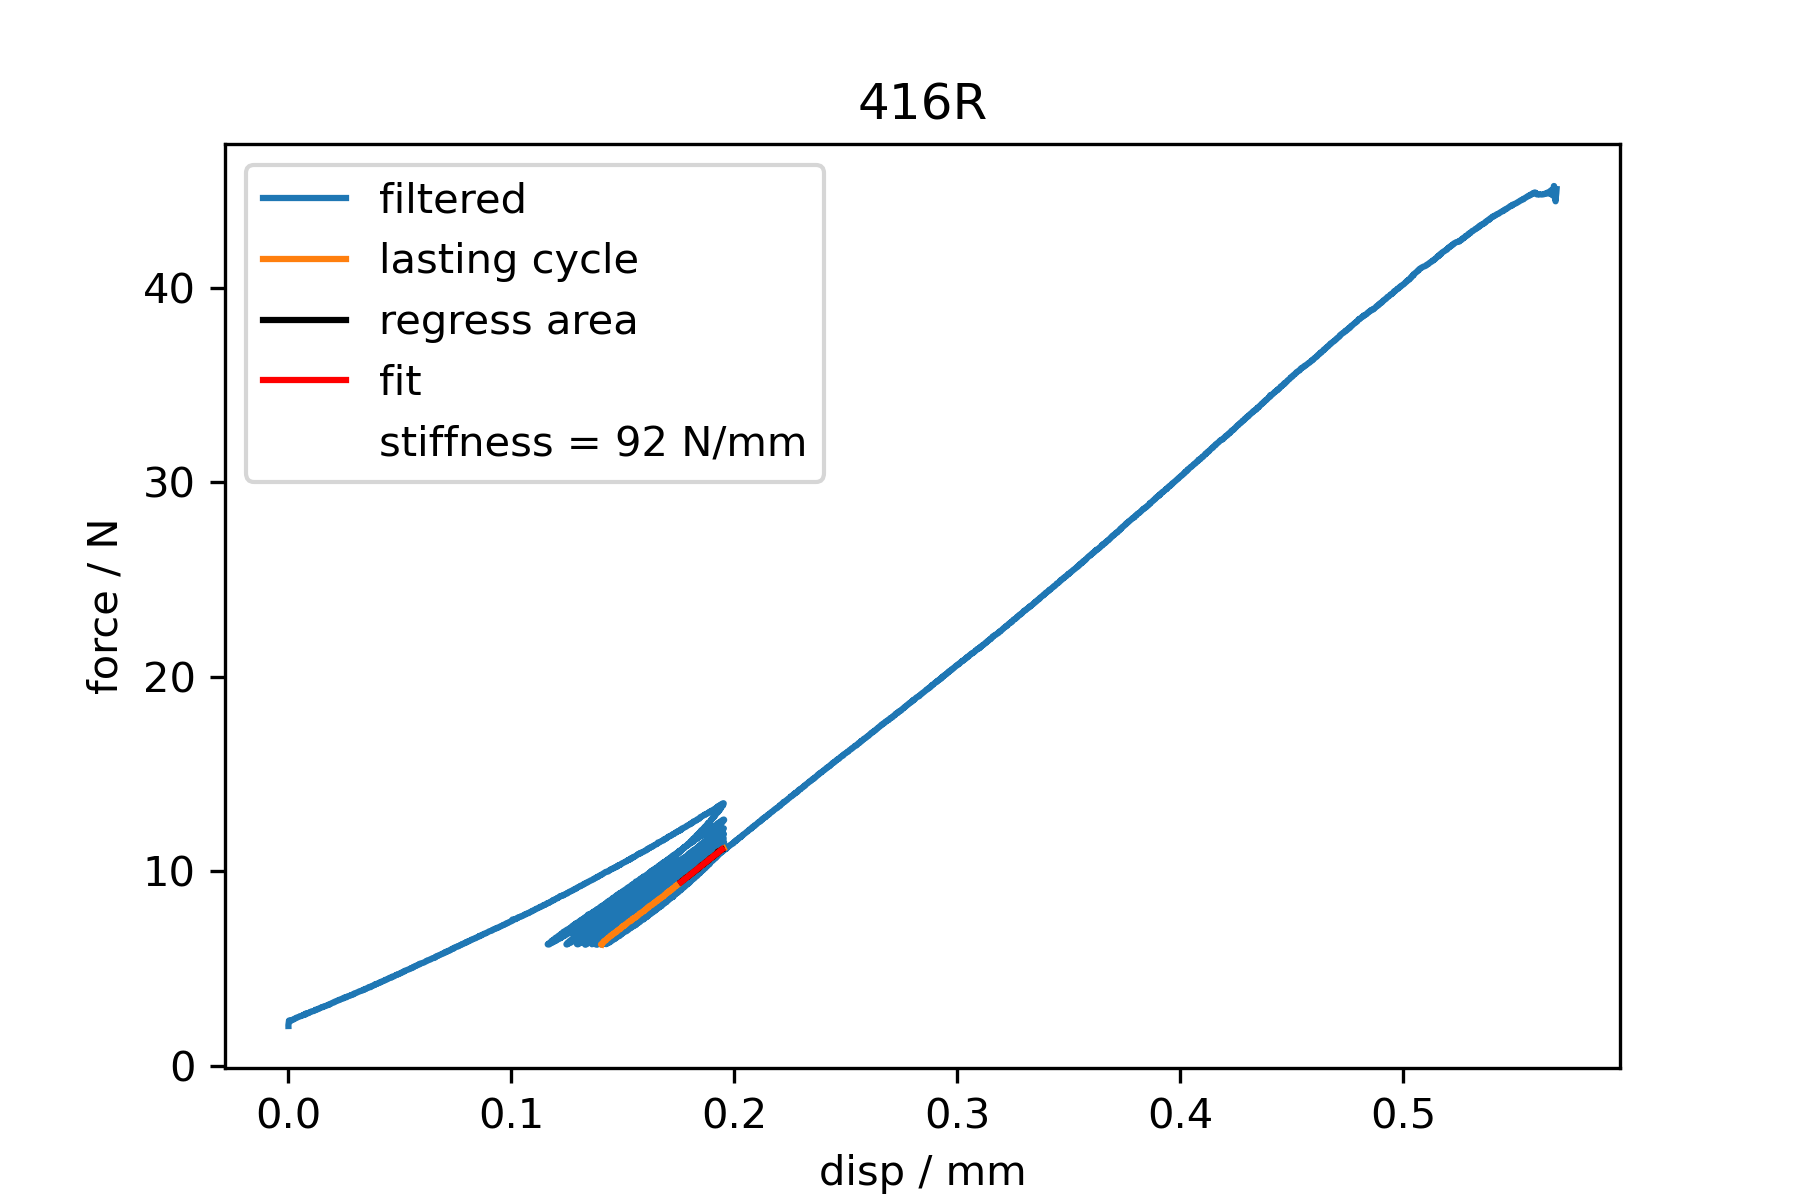 416R
filtered
lasting cycle
regress area
fit
stiffness = 92 N/mm
force / N
40
30
20
10
0
0.0 0.1 0.2 0.3 0.4 0.5
disp / mm